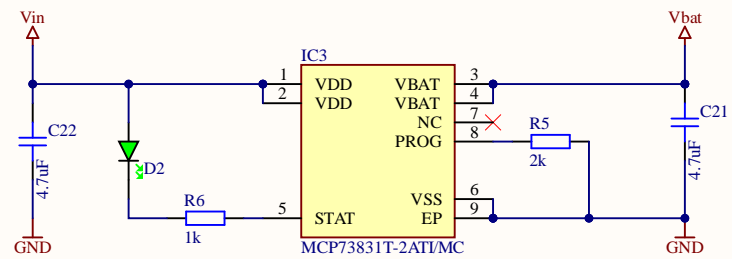 Vin
Vbat
IC3
1
VDD
VBAT
3
2
VDD
VBAT
4
NC
7
PROG
8
R5
2k
C22
4.7uF
D2
C21
4.7uF
R6
1k
5
STAT
VSS
6
EP
9
GND
MCP73831T-2ATI/MC
GND